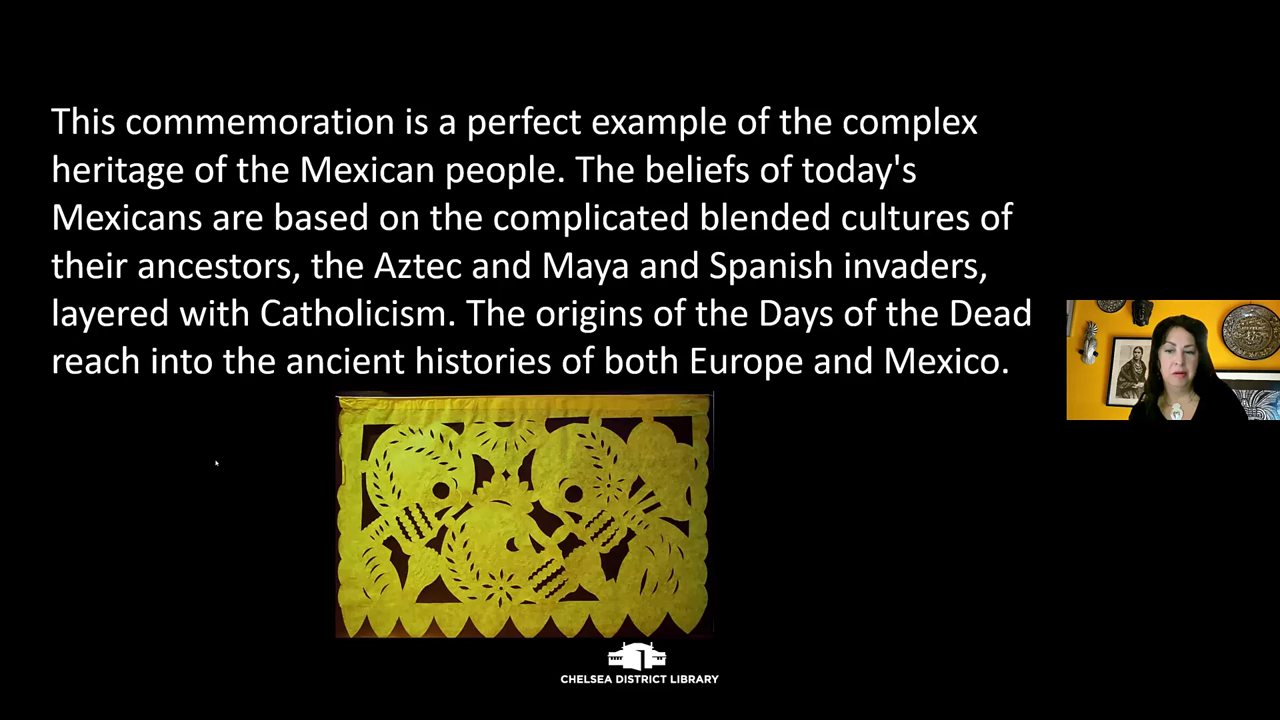 This commemoration is a perfect example of the complex
heritage of the Mexican people. The beliefs of today's
Mexicans are based on the complicated blended cultures of
their ancestors, the Aztec and Maya and Spanish invaders,
layered with Catholicism. The origins of the Days of the Dead
reach into the ancient histories of both Europe and Mexico.
CHELSEA DISTRICT LIBRARY